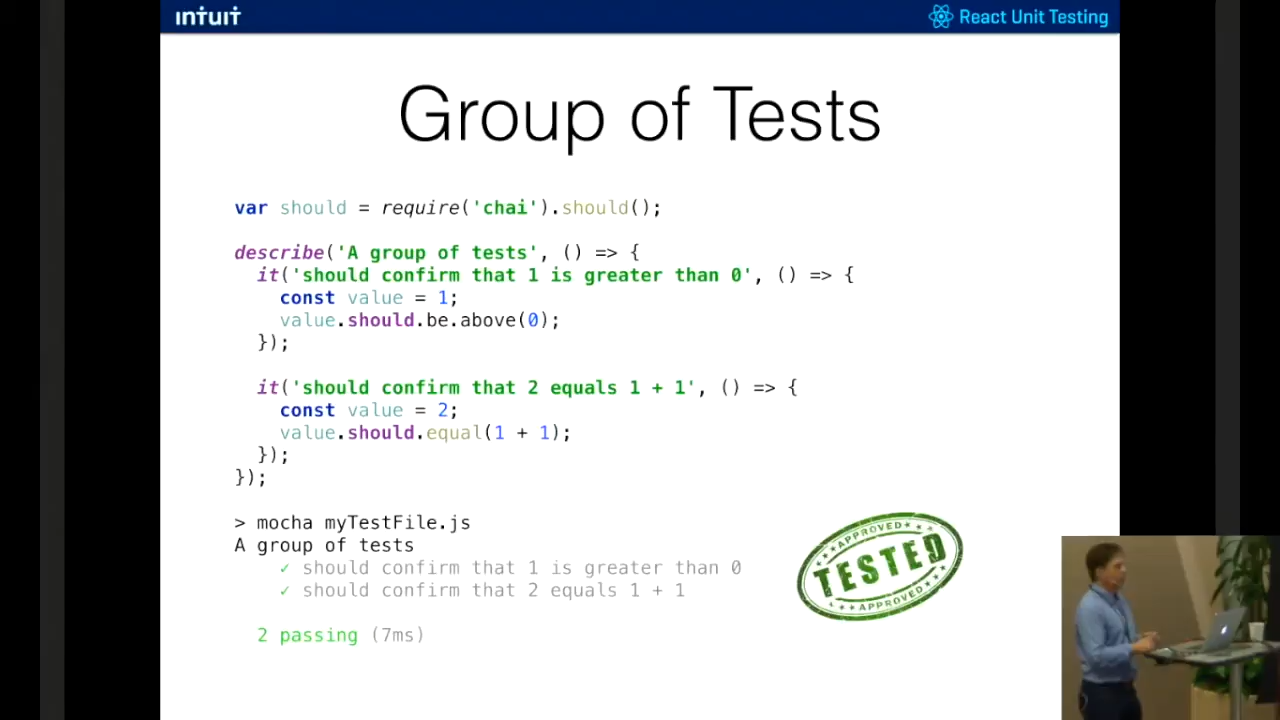 ıntuıt
React Unit Testing
Group of Tests
var should = require('chai').should();
describe('A group of tests', () => {
it('should confirm that 1 is greater than 0', () => {
const value = 1;
value.should.be.above(0);
});
it('should confirm that 2 equals 1 + 1', () => {
const value = 2;
value.should.equal(1 + 1);
});
});
> mocha myTestFile.js
A group of tests
✓ should confirm that 1 is greater than 0
✓ should confirm that 2 equals 1 + 1
2 passing (7ms)
APPROVED
TESTED
APPROVED